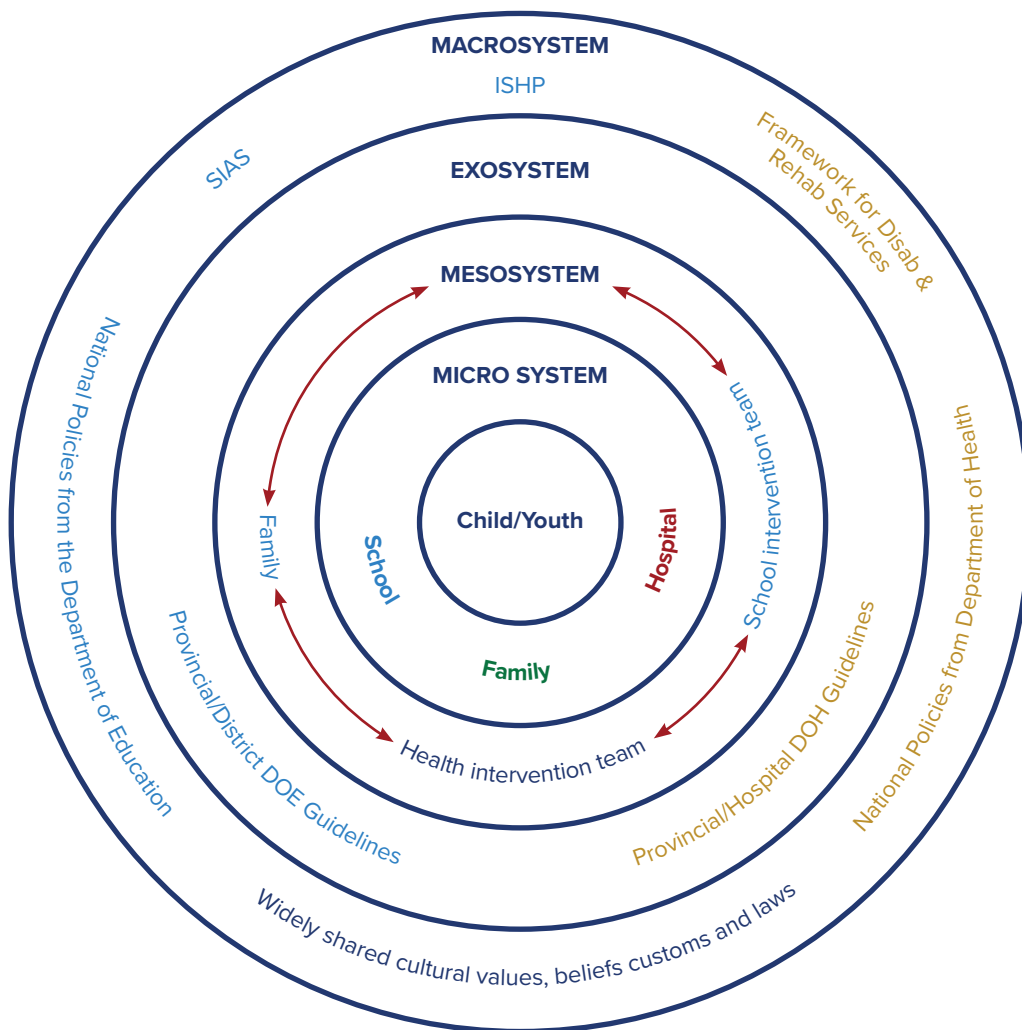 MACROSYSTEM
ISHP
SIAS
Framework for Disab &
Rehab Services
National Policies from the Department of Education
National Policies from Department of Health
Widely shared cultural values, beliefs customs and laws
EXOSYSTEM
Provincial/District DOE Guidelines
Provincial/Hospital DOH Guidelines
MESOSYSTEM
Family
School intervention team
Health intervention team
MICRO SYSTEM
School
Hospital
Family
Child/Youth